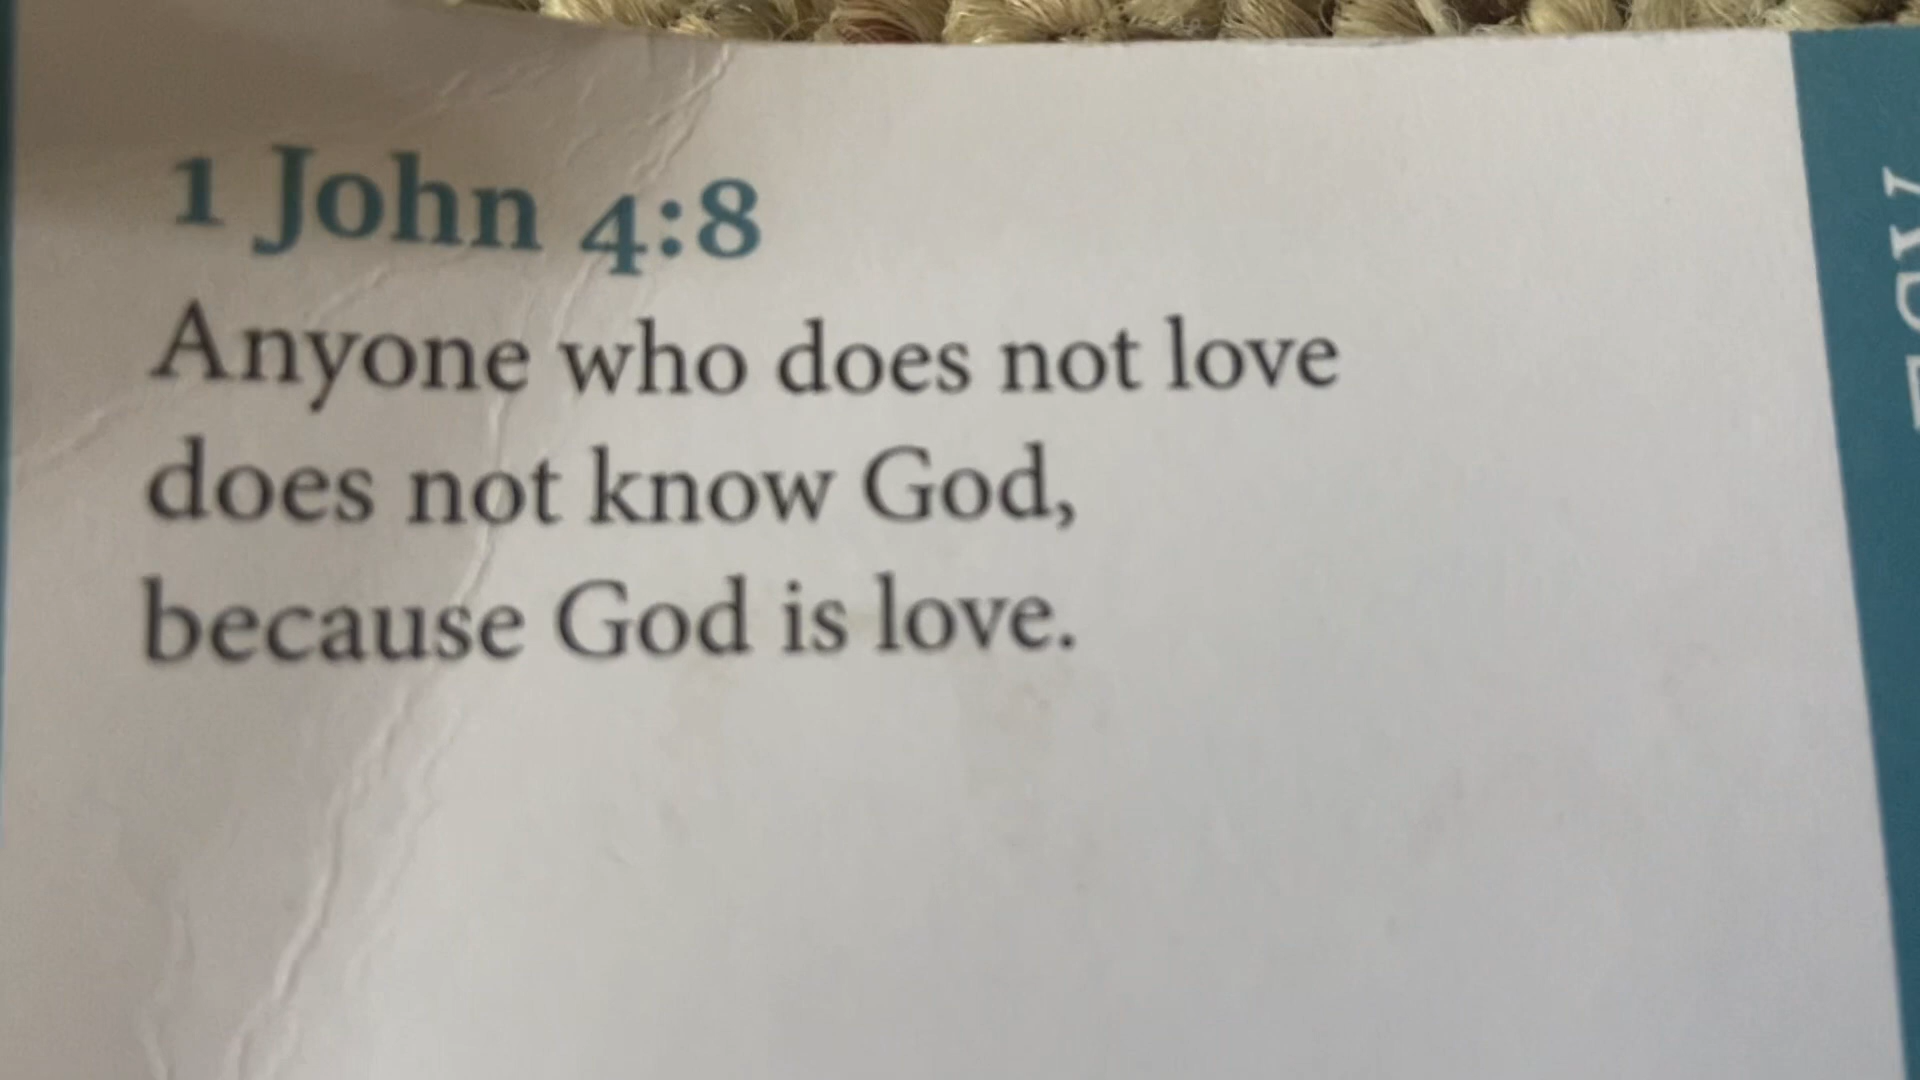 1 John 4:8
Anyone who does not love
does not know God,
because God is love.